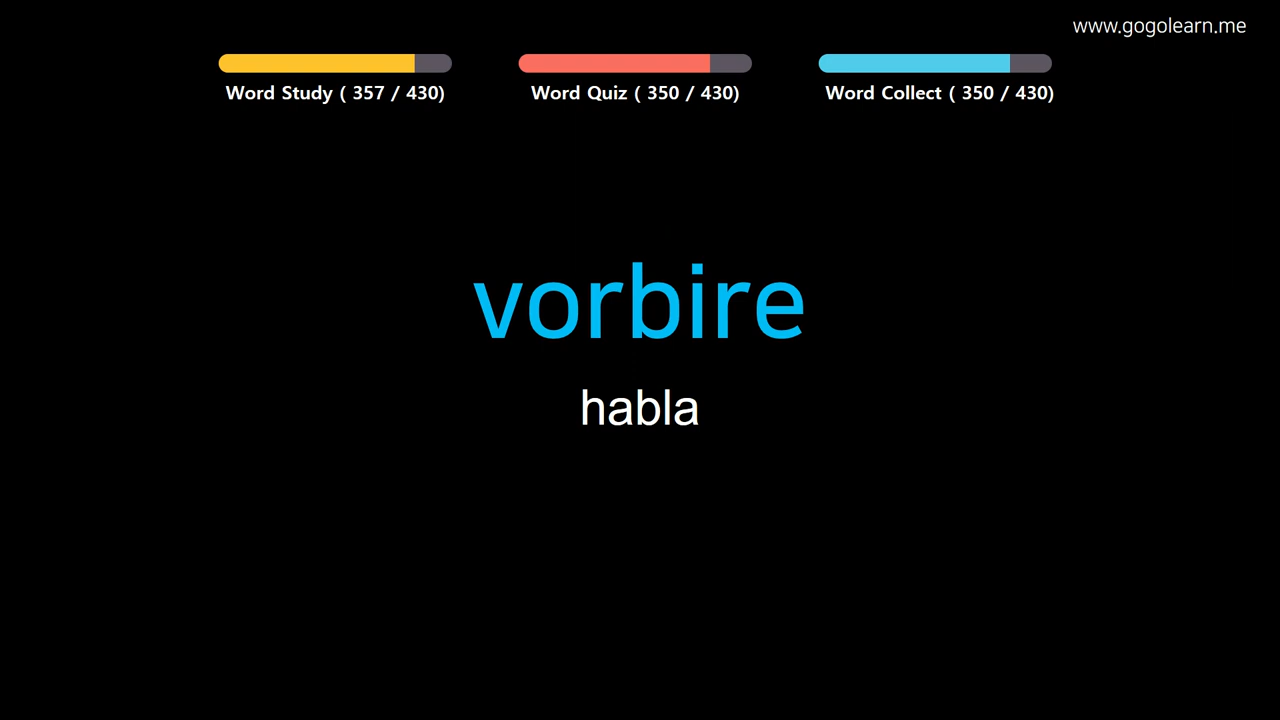 www.gogolearn.me
Word Study ( 357 / 430)
Word Quiz ( 350 / 430)
Word Collect ( 350 / 430)
vorbire
habla